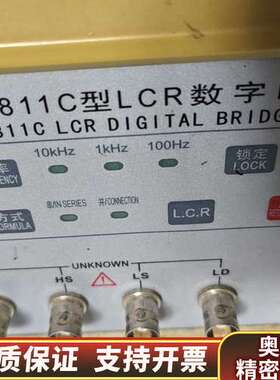 811C型LCR数字
811C LCR DIGITAL BRIDG
率 10kHz 1kHz 100Hz 锁定
ENCY LOCK
方式 串/IN SERIES 并/CONNECTION L.C.R
FORMULA
UNKNOWN
HS LS LD
质保证 支持开票
奥
精密